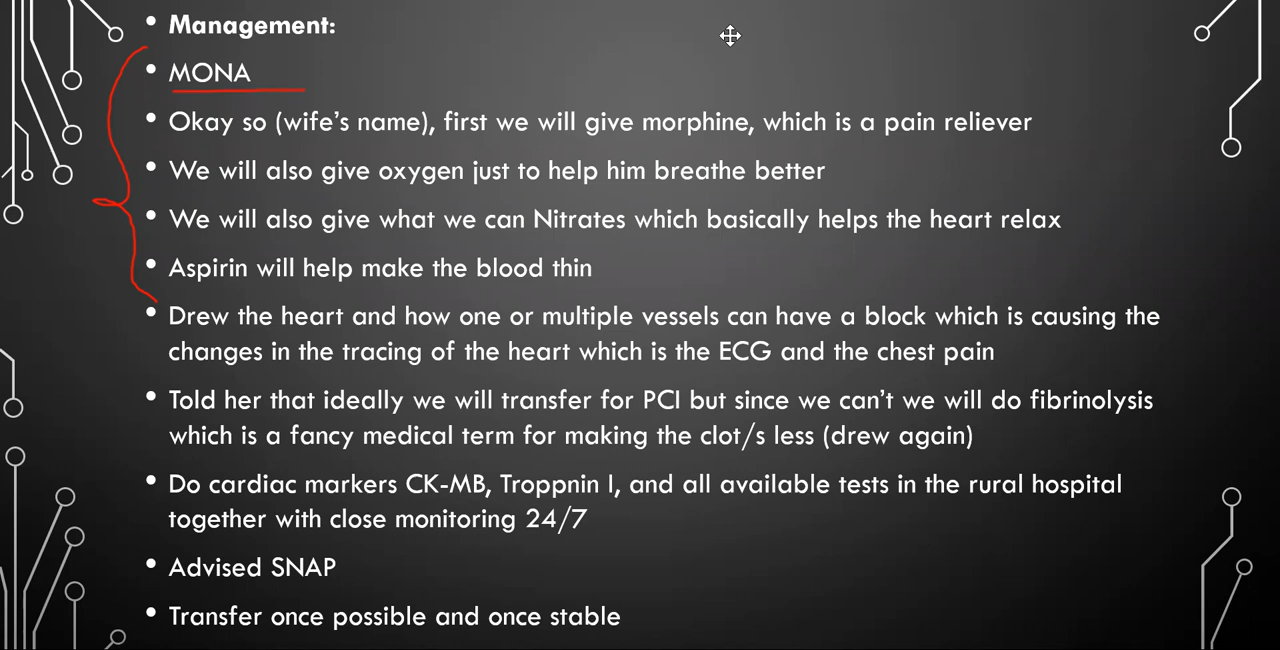 • Management:
• MONA
• Okay so (wife's name), first we will give morphine, which is a pain reliever
• We will also give oxygen just to help him breathe better
• We will also give what we can Nitrates which basically helps the heart relax
• Aspirin will help make the blood thin
• Drew the heart and how one or multiple vessels can have a block which is causing the
changes in the tracing of the heart which is the ECG and the chest pain
• Told her that ideally we will transfer for PCI but since we can't we will do fibrinolysis
which is a fancy medical term for making the clot/s less (drew again)
• Do cardiac markers CK-MB, Troppnin I, and all available tests in the rural hospital
together with close monitoring 24/7
• Advised SNAP
• Transfer once possible and once stable